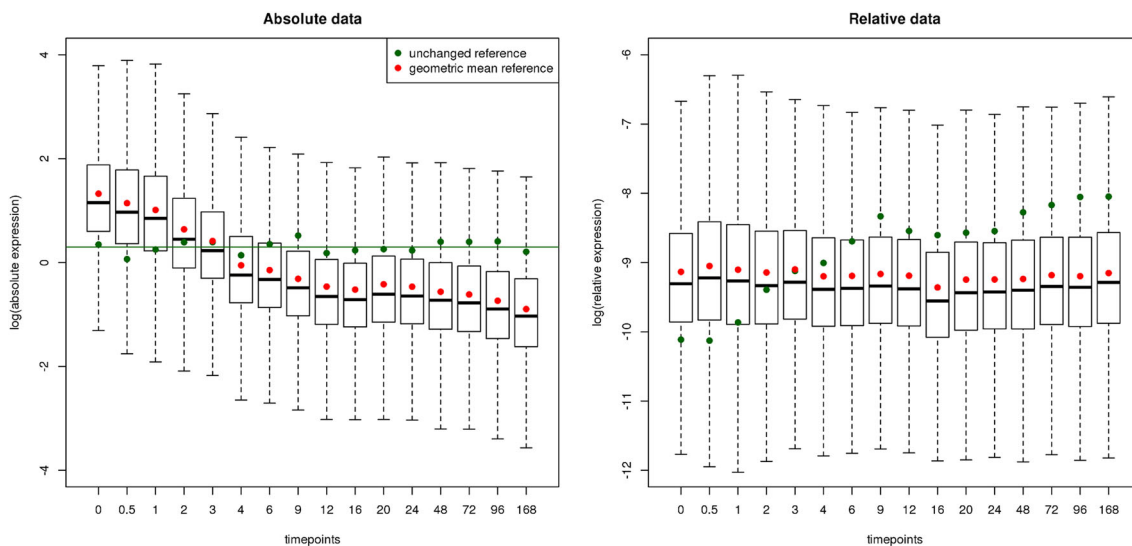 Absolute data
log(absolute expression)
4
2
0
-2
-4
unchanged reference
geometric mean reference
0 0.5 1 2 3 4 6 9 12 16 20 24 48 72 96 168
timepoints
Relative data
log(relative expression)
-6
-7
-8
-9
-10
-11
-12
0 0.5 1 2 3 4 6 9 12 16 20 24 48 72 96 168
timepoints